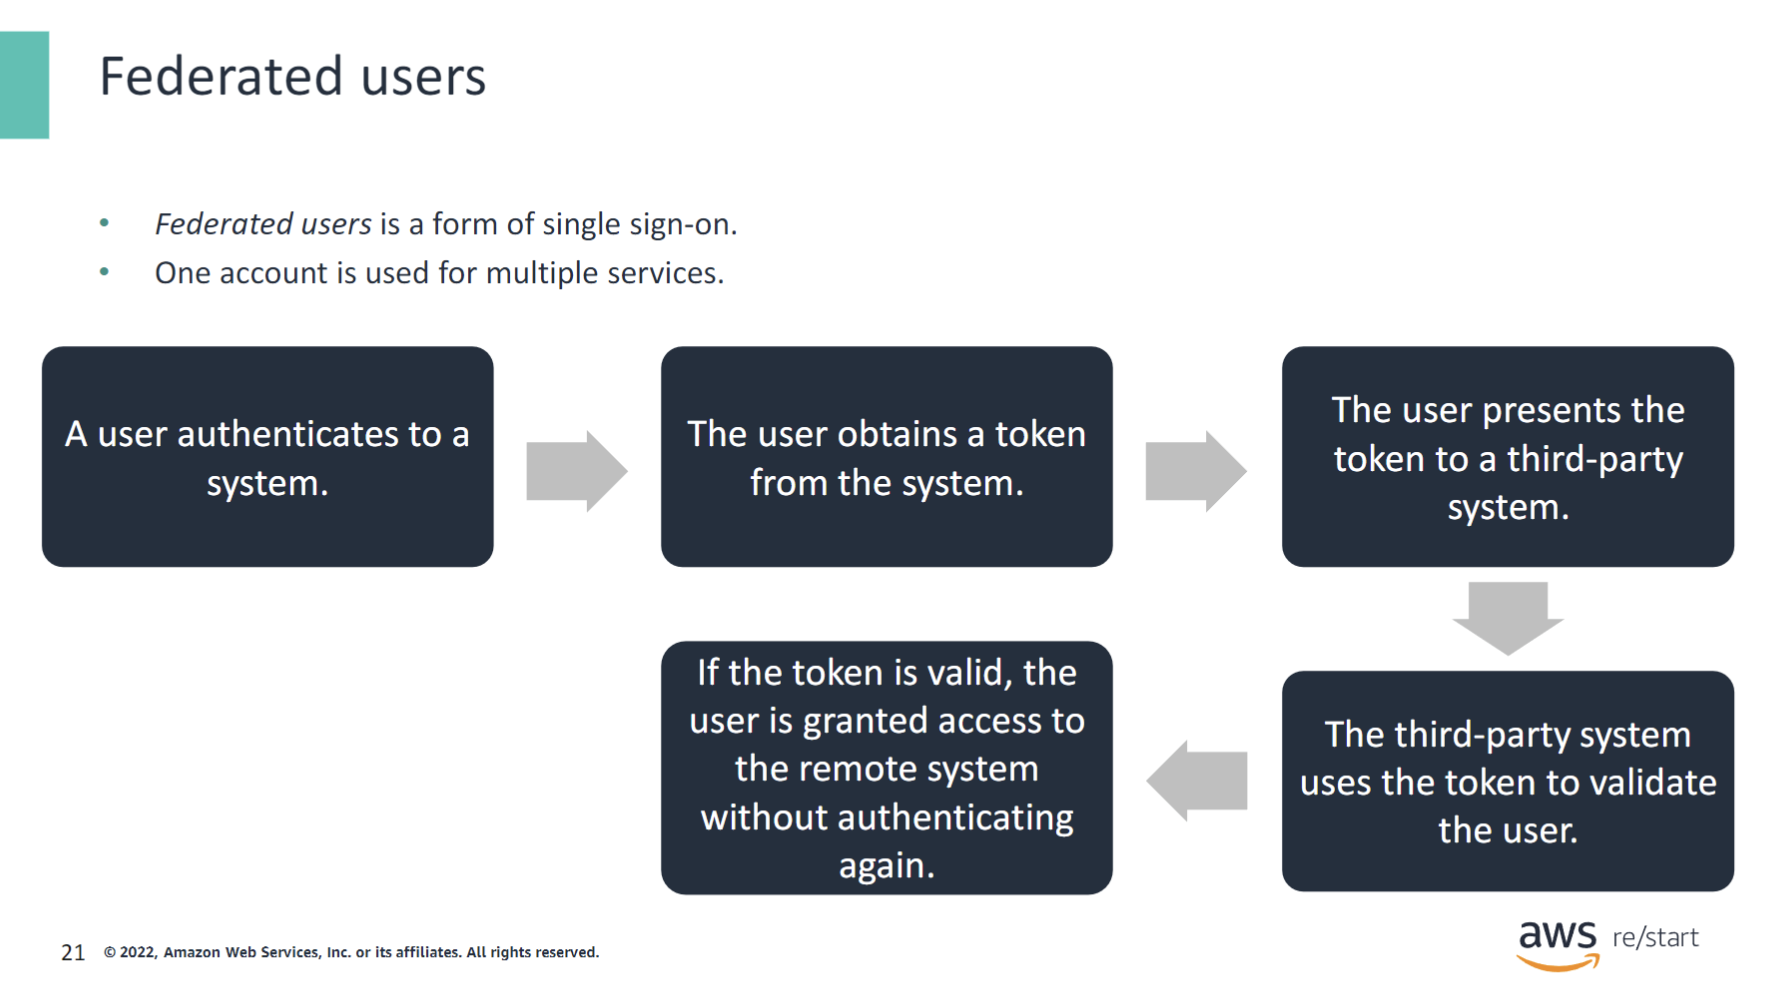 Federated users
• Federated users is a form of single sign-on.
• One account is used for multiple services.
A user authenticates to a
system.
The user obtains a token
from the system.
The user presents the
token to a third-party
system.
The third-party system
uses the token to validate
the user.
If the token is valid, the
user is granted access to
the remote system
without authenticating
again.
21 © 2022, Amazon Web Services, Inc. or its affiliates. All rights reserved.
aws re/start